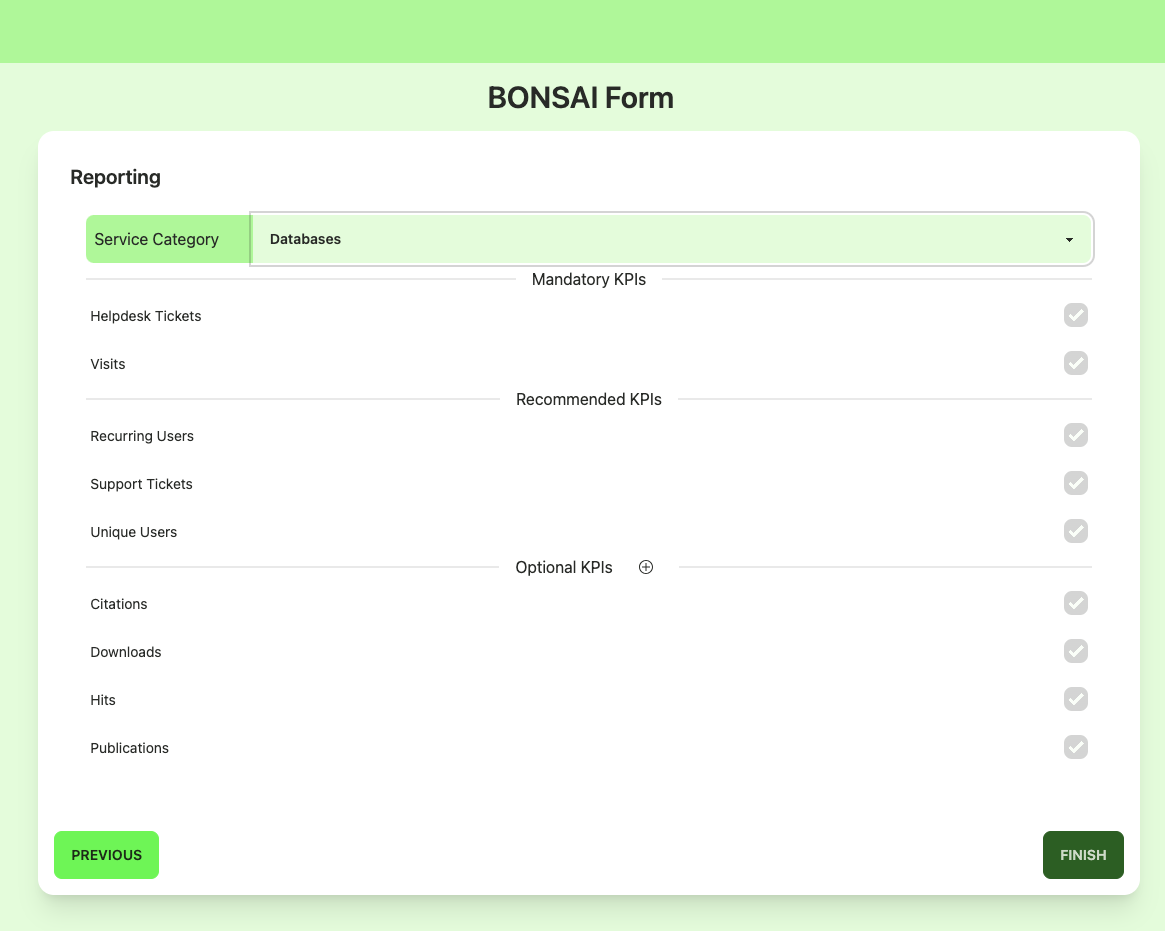 BONSAI Form
Reporting
Service Category
Databases
Mandatory KPIs
Helpdesk Tickets
Visits
Recommended KPIs
Recurring Users
Support Tickets
Unique Users
Optional KPIs
Citations
Downloads
Hits
Publications
PREVIOUS
FINISH